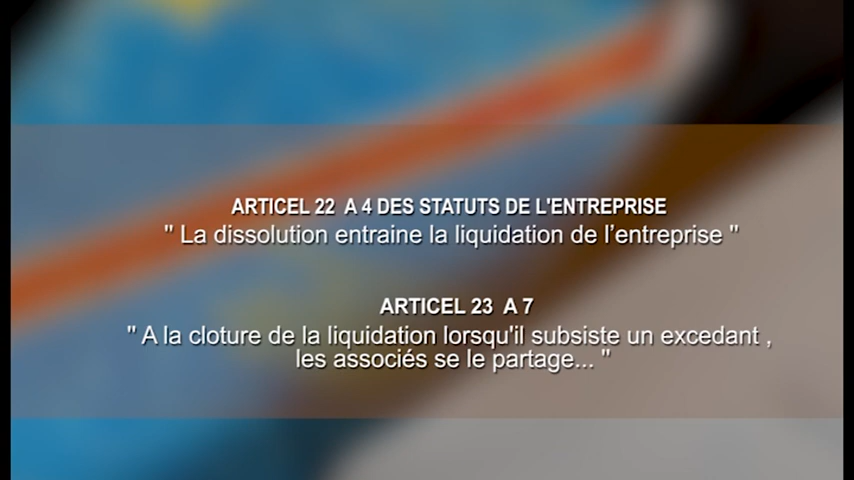 ARTICEL 22 A 4 DES STATUTS DE L'ENTREPRISE
" La dissolution entraine la liquidation de l’entreprise "
ARTICEL 23 A 7
" A la cloture de la liquidation lorsqu'il subsiste un excedant ,
les associés se le partage... "